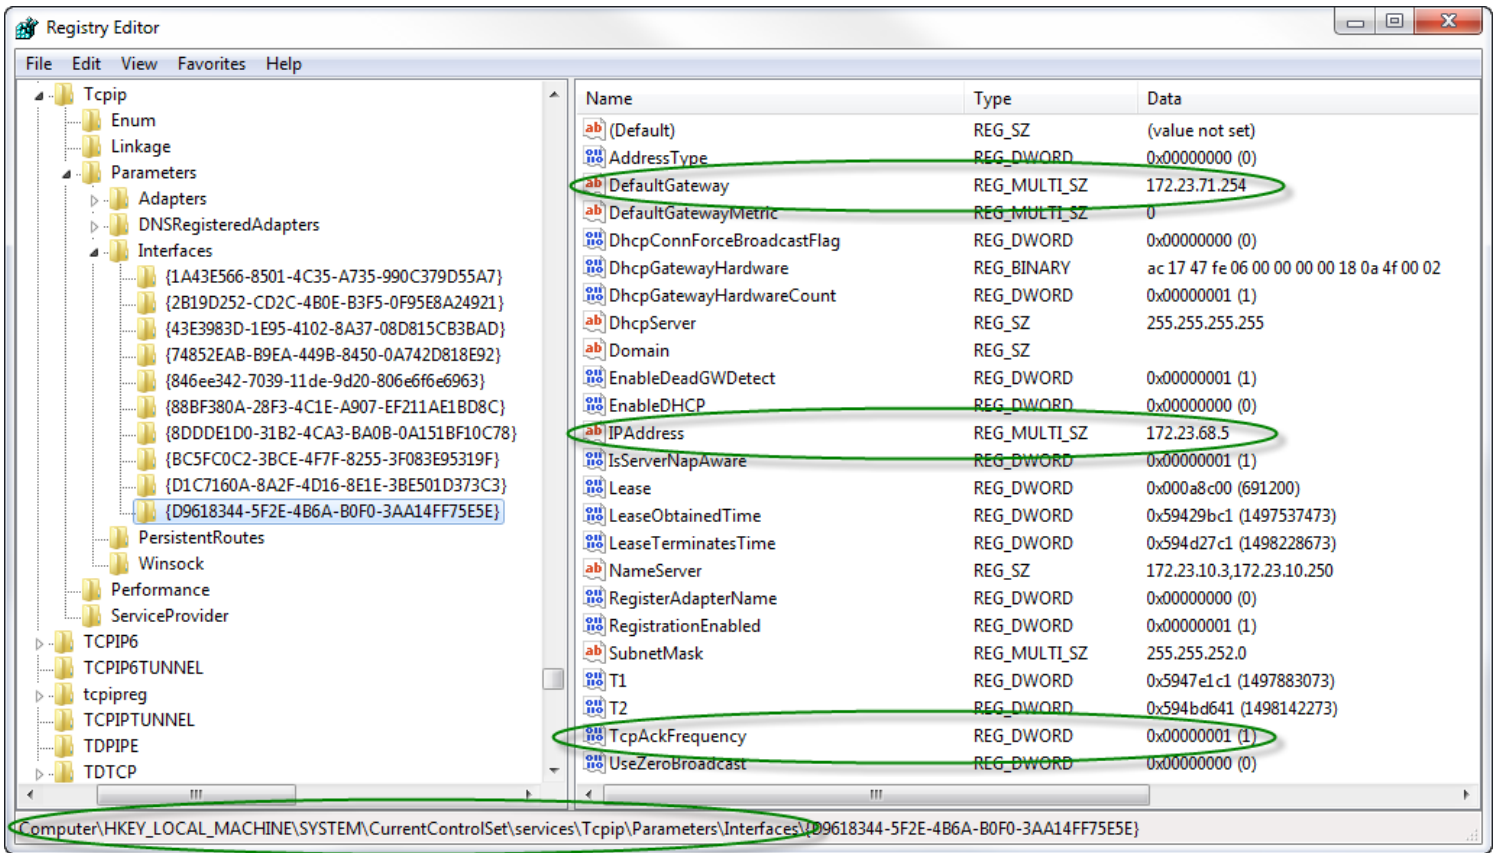 Registry Editor
File Edit View Favorites Help
Tcpip
Enum
Linkage
Parameters
Adapters
DNSRegisteredAdapters
Interfaces
{1A43E566-8501-4C35-A735-990C379D55A7}
{2B19D252-CD2C-4B0E-B3F5-0F95E8A24921}
{43E3983D-1E95-4102-8A37-08D815CB3BAD}
{74852EAB-B9EA-449B-8450-0A742D818E92}
{846ee342-7039-11de-9d20-806e6f6e6963}
{88BF380A-28F3-4C1E-A907-EF211AE1BD8C}
{8DDDE1D0-31B2-4CA3-BA0B-0A151BF10C78}
{BC5FC0C2-3BCE-4F7F-8255-3F083E95319F}
{D1C7160A-8A2F-4D16-8E1E-3BE501D373C3}
{D9618344-5F2E-4B6A-B0F0-3AA14FF75E5E}
PersistentRoutes
Winsock
Performance
ServiceProvider
TCPIP6
TCPIP6TUNNEL
tcpipreg
TCPIPTUNNEL
TDPIPE
TDTCP
Name Type Data
(Default) REG_SZ (value not set)
AddressType REG_DWORD 0x00000000 (0)
DefaultGateway REG_MULTI_SZ 172.23.71.254
DefaultGatewayMetric REG_MULTI_SZ 0
DhcpConnForceBroadcastFlag REG_DWORD 0x00000000 (0)
DhcpGatewayHardware REG_BINARY ac 17 47 fe 06 00 00 00 00 18 0a 4f 00 02
DhcpGatewayHardwareCount REG_DWORD 0x00000001 (1)
DhcpServer REG_SZ 255.255.255.255
Domain REG_SZ
EnableDeadGWDetect REG_DWORD 0x00000001 (1)
EnableDHCP REG_DWORD 0x00000000 (0)
IPAddress REG_MULTI_SZ 172.23.68.5
IsServerNapAware REG_DWORD 0x00000001 (1)
Lease REG_DWORD 0x000a8c00 (691200)
LeaseObtainedTime REG_DWORD 0x59429bc1 (1497537473)
LeaseTerminatesTime REG_DWORD 0x594d27c1 (1498228673)
NameServer REG_SZ 172.23.10.3,172.23.10.250
RegisterAdapterName REG_DWORD 0x00000000 (0)
RegistrationEnabled REG_DWORD 0x00000001 (1)
SubnetMask REG_MULTI_SZ 255.255.252.0
T1 REG_DWORD 0x5947e1c1 (1497883073)
T2 REG_DWORD 0x594bd641 (1498142273)
TcpAckFrequency REG_DWORD 0x00000001 (1)
UseZeroBroadcast REG_DWORD 0x00000000 (0)
Computer\HKEY_LOCAL_MACHINE\SYSTEM\CurrentControlSet\services\Tcpip\Parameters\Interfaces\{D9618344-5F2E-4B6A-B0F0-3AA14FF75E5E}